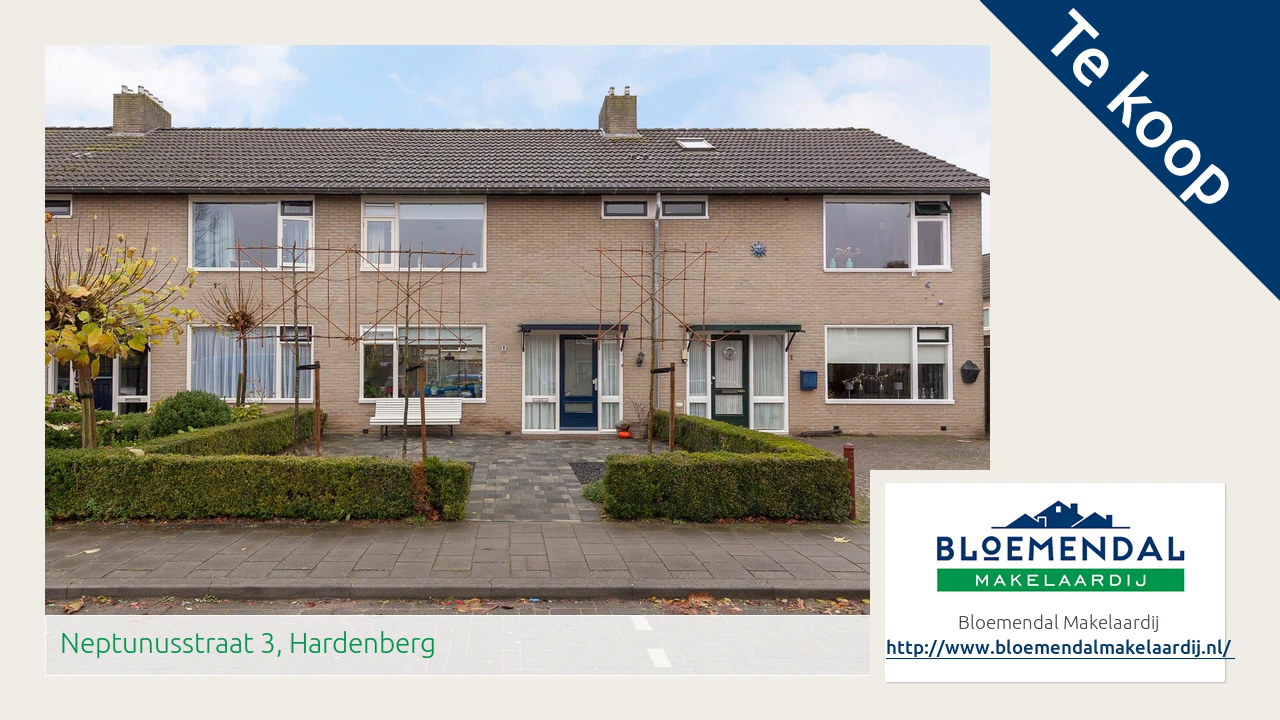 Te koop
Neptunusstraat 3, Hardenberg
BLOEMENDAL
MAKELAARDIJ
Bloemendal Makelaardij
http://www.bloemendalmakelaardij.nl/